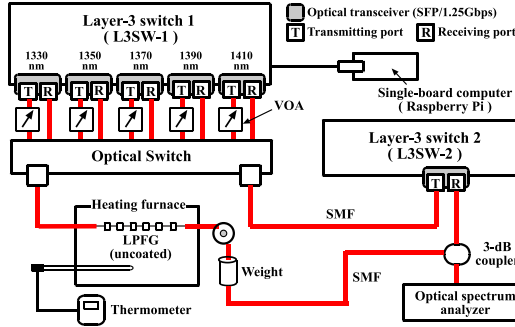 Layer-3 switch 1
( L3SW-1 )
Optical transceiver (SFP/1.25Gbps)
T Transmitting port R Receiving port
1330 nm
1350 nm
1370 nm
1390 nm
1410 nm
T R T R T R T R T R
VOA
Single-board computer
( Raspberry Pi )
Optical Switch
Layer-3 switch 2
( L3SW-2 )
T R
Heating furnace
LPFG
(uncoated)
SMF
Weight
SMF
3-dB
coupler
Thermometer
Optical spectrum
analyzer